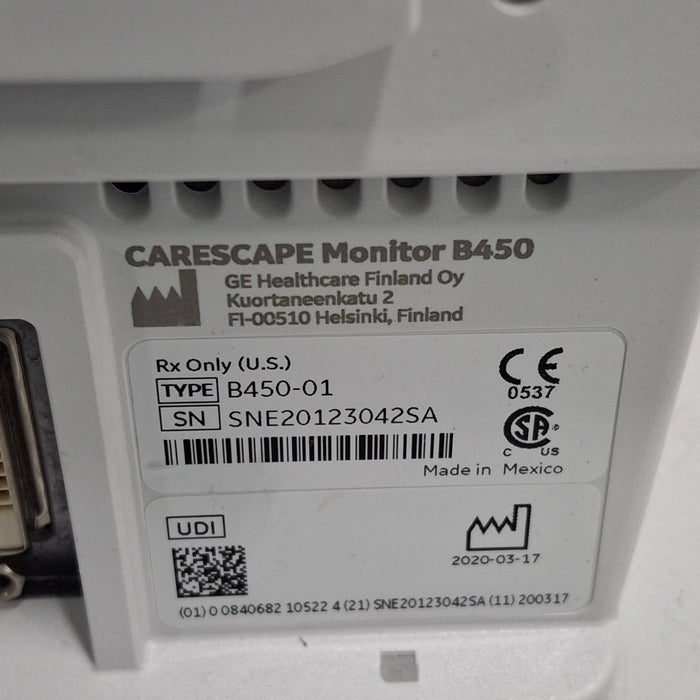 CARESCAPE Monitor B450
GE Healthcare Finland Oy
Kuortaneenkatu 2
FI-00510 Helsinki, Finland
Rx Only (U.S.)
TYPE B450-01
SN SNE20123042SA
CE
0537
SA
C US
Made in Mexico
UDI
2020-03-17
(01) 0 0840682 10522 4 (21) SNE20123042SA (11) 200317